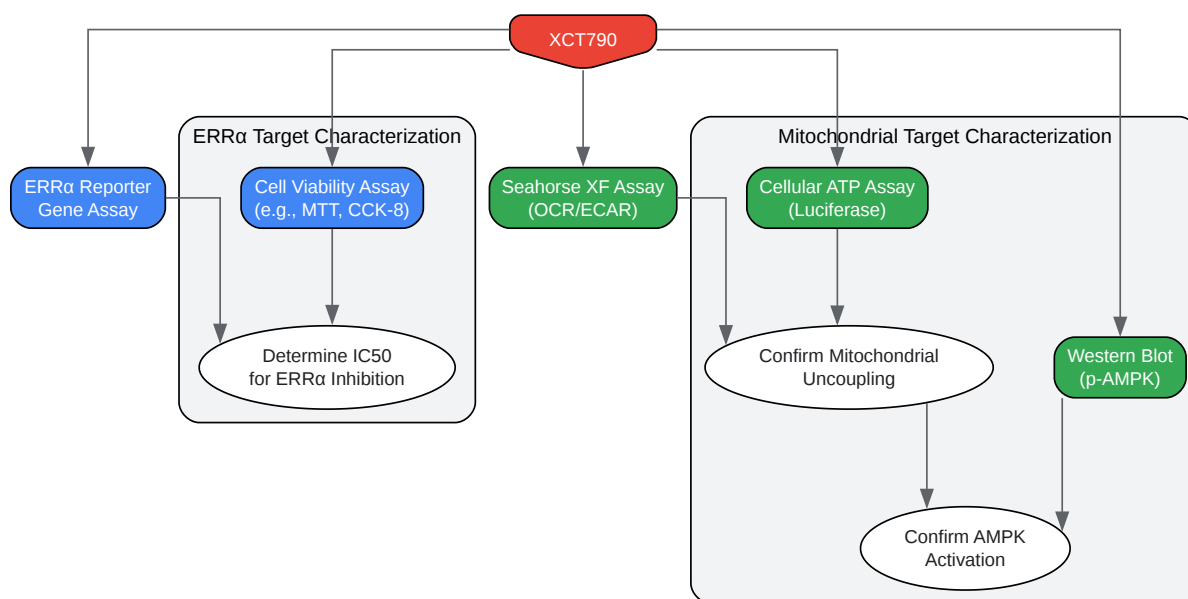 XCT790
ERRα Target Characterization
Mitochondrial Target Characterization
ERRα Reporter
Gene Assay
Cell Viability Assay
(e.g., MTT, CCK-8)
Seahorse XF Assay
(OCR/ECAR)
Cellular ATP Assay
(Luciferase)
Determine IC50
for ERRα Inhibition
Confirm Mitochondrial
Uncoupling
Western Blot
(p-AMPK)
Confirm AMPK
Activation